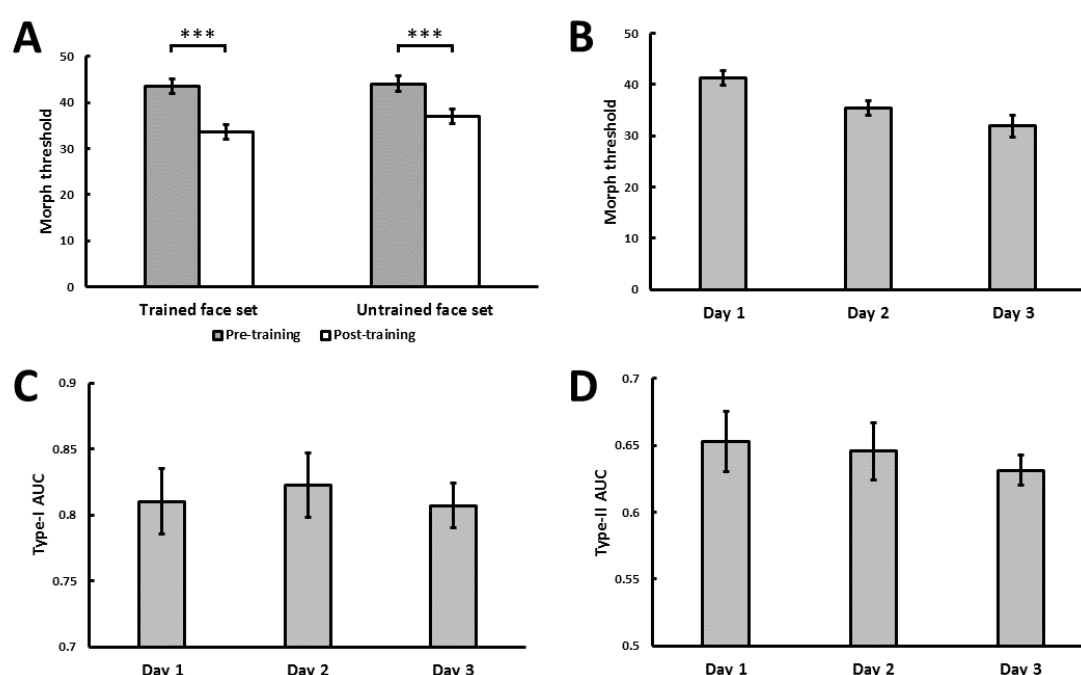 A
***
***
50
40
30
20
10
0
Morph threshold
Trained face set
Untrained face set
Pre-training
Post-training
B
50
40
30
20
10
0
Morph threshold
Day 1
Day 2
Day 3
C
0.9
0.85
0.8
0.75
0.7
Type-I AUC
Day 1
Day 2
Day 3
D
0.7
0.65
0.6
0.55
0.5
Type-II AUC
Day 1
Day 2
Day 3